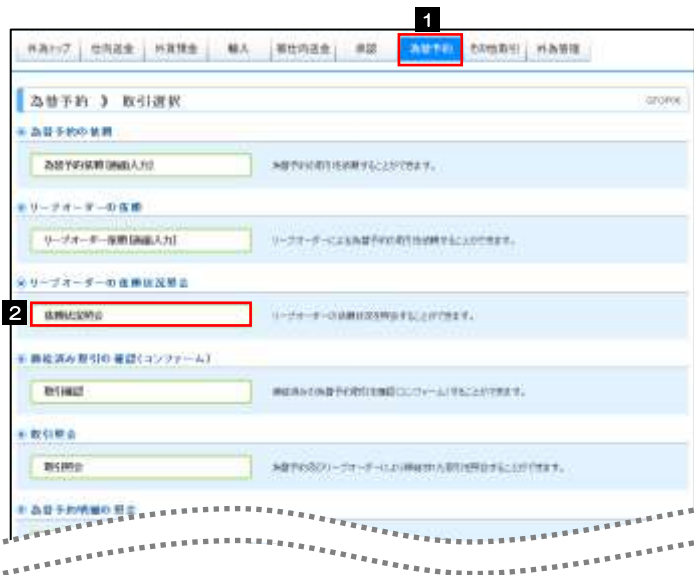 1
外為トップ 仕向送金 外貨預金 輸入 被仕向送金 承認 為替予約 その他取引 外為管理
為替予約 》 取引選択
為替予約の依頼
為替予約依頼[画面入力] 為替予約の取引を依頼することができます。
リーブオーダーの依頼
リーブオーダー依頼[画面入力] リーブオーダーによる為替予約の取引を依頼することができます。
リーブオーダーの依頼状況照会
2 依頼状況照会 リーブオーダーの依頼状況を照会することができます。
締結済み取引の確認(コンファーム)
取引確認 締結済みの為替予約取引を確認(コンファーム)することができます。
取引照会
取引照会 為替予約及びリーブオーダーにより締結された取引を照会することができます。
為替予約明細の照会